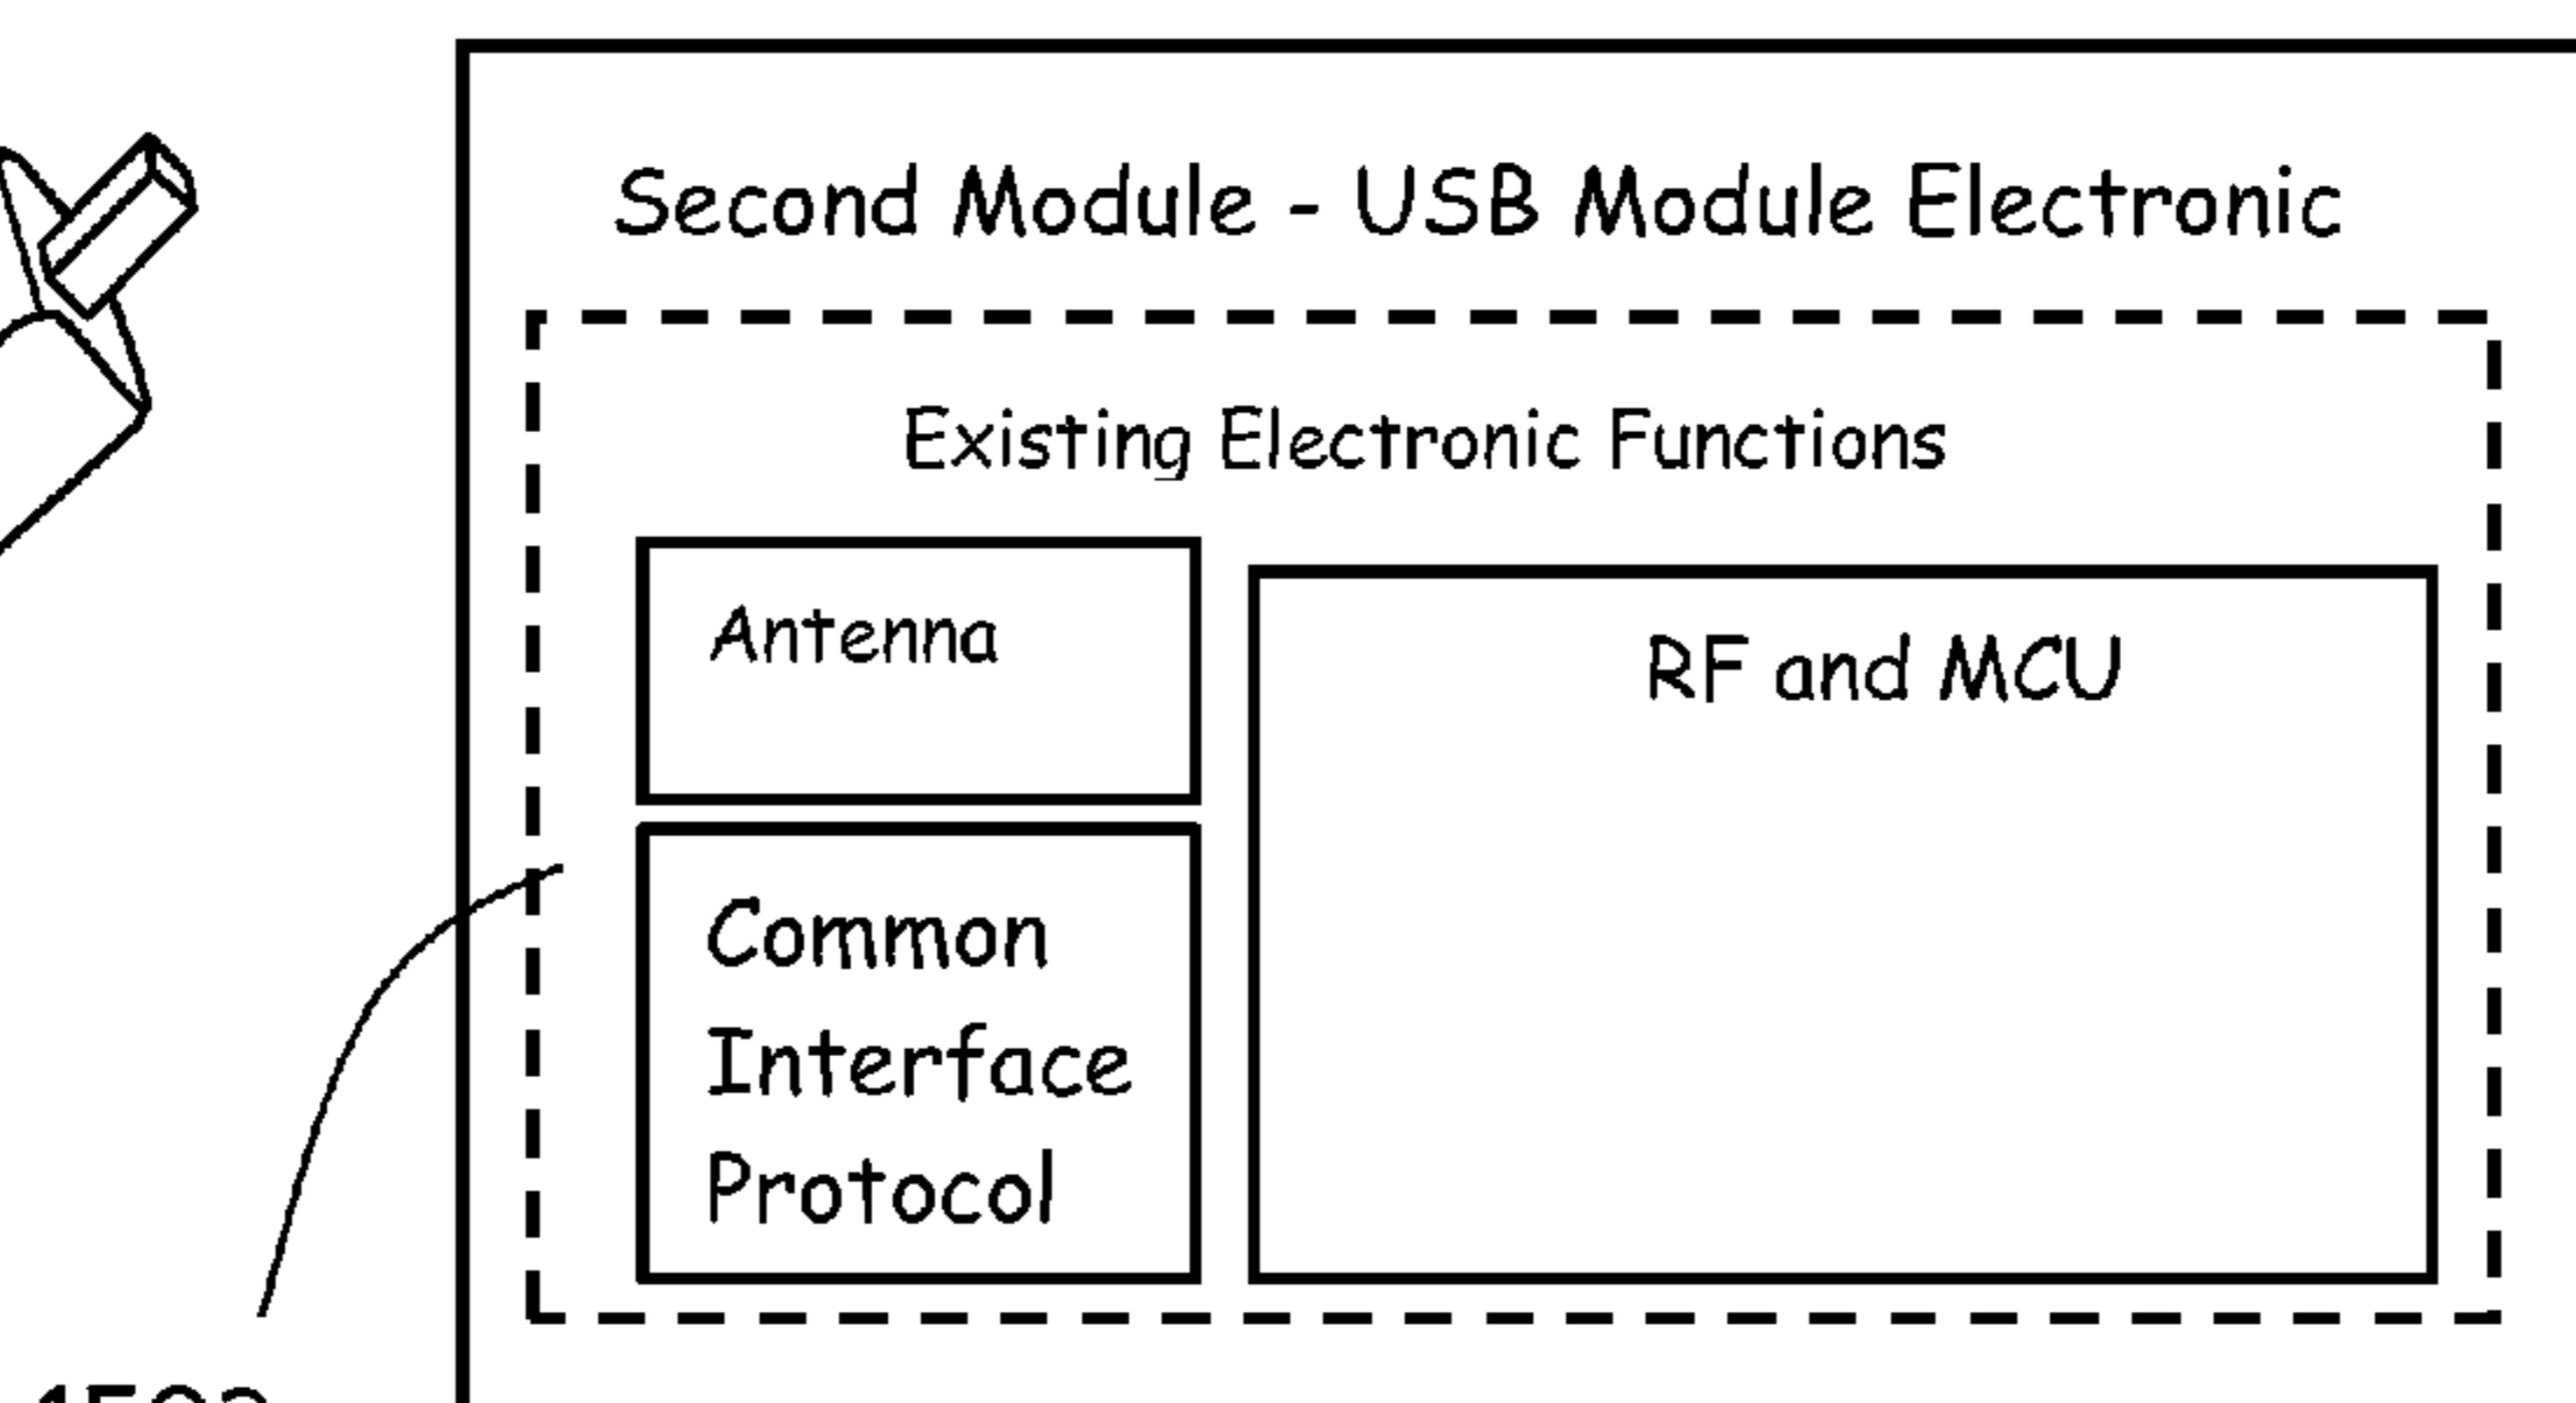 Second Module - USB Module Electronic
Existing Electronic Functions
Antenna
RF and MCU
Common
Interface
Protocol